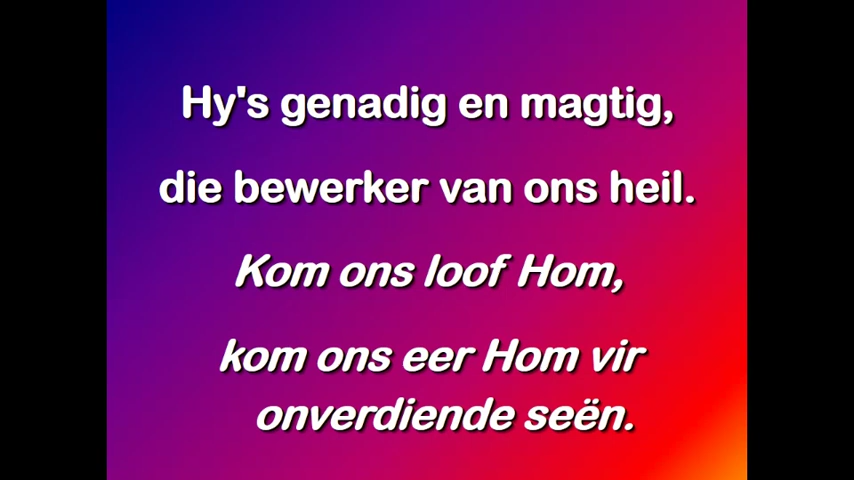 Hy's genadig en magtig,
die bewerker van ons heil.
Kom ons loof Hom,
kom ons eer Hom vir
onverdiende seën.